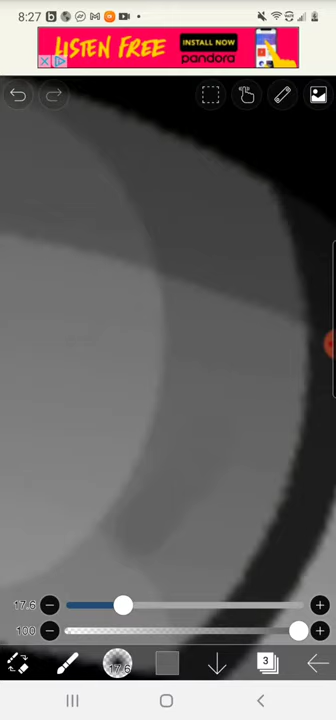 8:27
LISTEN FREE
INSTALL NOW
pandora
17.6
100
17.6
3